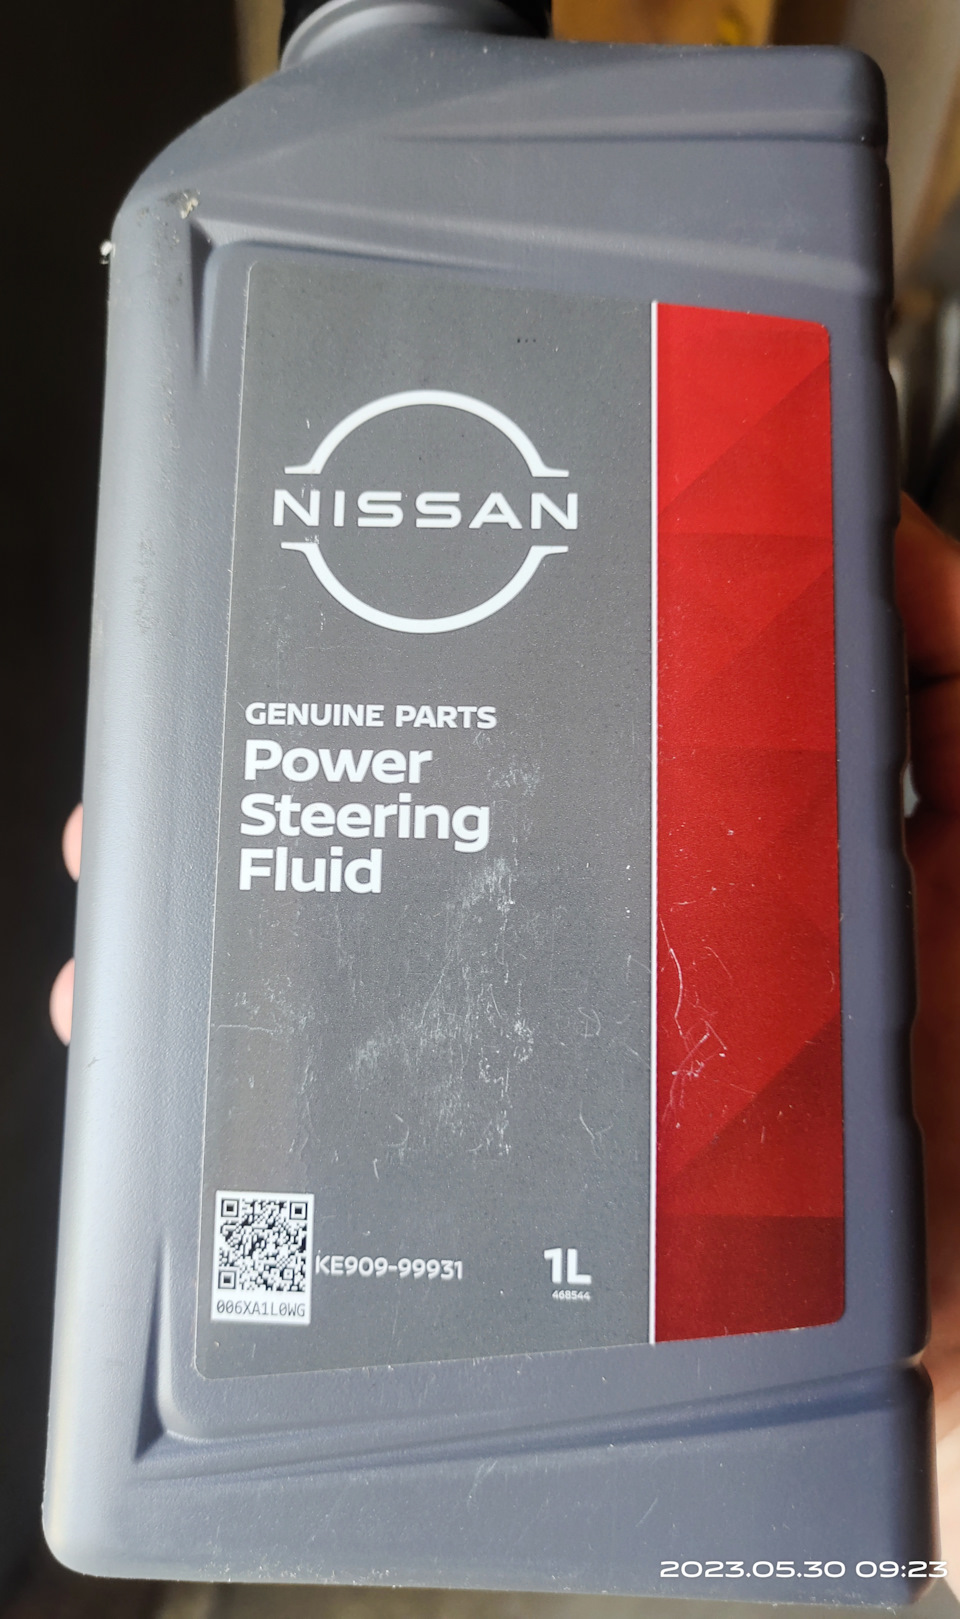 NISSAN
GENUINE PARTS
Power
Steering
Fluid
006XA1L0WG
KE909-99931
1L
468544
2023.05.30 09:23